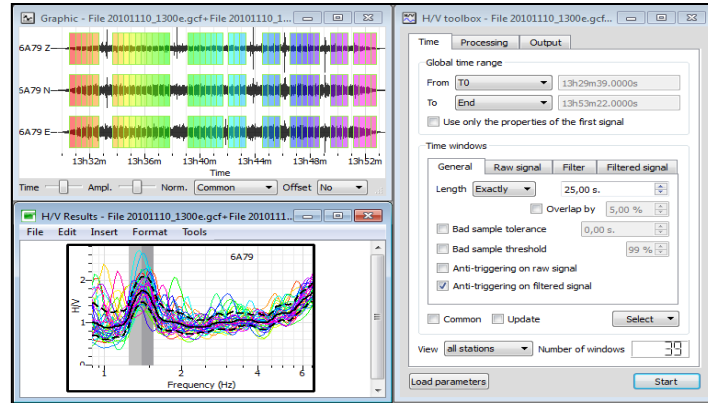 Graphic - File 20101110_1300e.gcf+File 20101110_1...
6A79 Z
5A79 N
6A79 E
13h32m 13h36m 13h40m 13h44m 13h48m 13h52m
Time
Time Ampl. Norm. Common Offset No
H/V Results - File 20101110_1300e.gcf+File 2010111...
File Edit Insert Format Tools
6A79
H/V
2
1
0
1 2 4 6
Frequency (Hz)
H/V toolbox - File 20101110_1300e.gcf...
Time Processing Output
Global time range
From T0 13h29m39.0000s
To End 13h53m22.0000s
Use only the properties of the first signal
Time windows
General Raw signal Filter Filtered signal
Length Exactly 25,00 s.
Overlap by 5,00 %
Bad sample tolerance 0,00 s.
Bad sample threshold 99 %
Anti-triggering on raw signal
Anti-triggering on filtered signal
Common Update Select
View all stations Number of windows 39
Load parameters Start